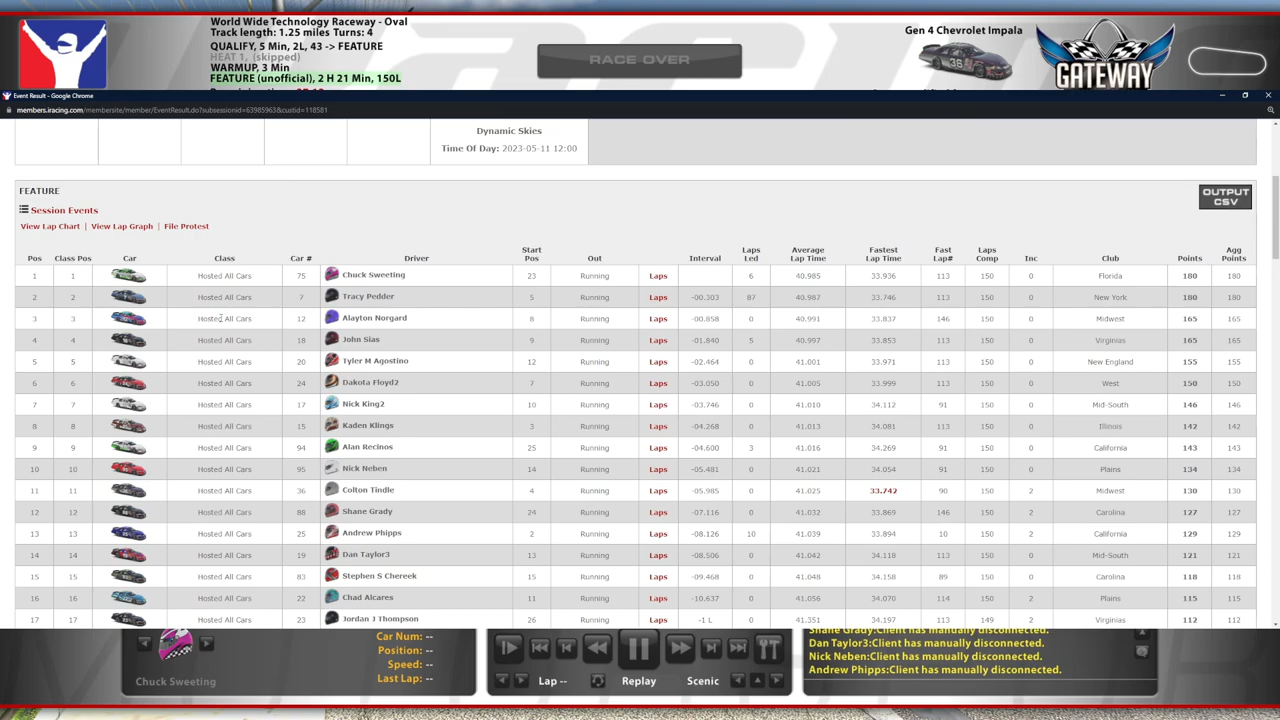 World Wide Technology Raceway - Oval
Track length: 1.25 miles Turns: 4
QUALIFY, 5 Min, 2L, 43 -> FEATURE
HEAT 1, (skipped)
WARMUP, 3 Min
FEATURE (unofficial), 2 H 21 Min, 150L
RACE OVER
Gen 4 Chevrolet Impala
36
GATEWAY
Event Result - Google Chrome
members.iracing.com/membersite/member/EventResult.do?subsessionid=63985963&custid=118581
Dynamic Skies
Time Of Day: 2023-05-11 12:00
FEATURE
OUTPUT CSV
Session Events
View Lap Chart | View Lap Graph | File Protest
Pos Class Pos Car Class Car # Driver Start Pos Out Interval Laps Led Average Lap Time Fastest Lap Time Fast Lap# Laps Comp Inc Club Points Agg Points
1 1 Hosted All Cars 75 Chuck Sweeting 23 Running Laps 6 40.985 33.936 113 150 0 Florida 180 180
2 2 Hosted All Cars 7 Tracy Pedder 5 Running Laps -00.303 87 40.987 33.746 113 150 0 New York 180 180
3 3 Hosted All Cars 12 Alayton Norgard 8 Running Laps -00.858 0 40.991 33.837 146 150 0 Midwest 165 165
4 4 Hosted All Cars 18 John Sias 9 Running Laps -01.840 5 40.997 33.853 113 150 0 Virginias 165 165
5 5 Hosted All Cars 20 Tyler M Agostino 12 Running Laps -02.464 0 41.001 33.971 113 150 0 New England 155 155
6 6 Hosted All Cars 24 Dakota Floyd2 7 Running Laps -03.050 0 41.005 33.999 113 150 0 West 150 150
7 7 Hosted All Cars 17 Nick King2 10 Running Laps -03.746 0 41.010 34.112 91 150 0 Mid-South 146 146
8 8 Hosted All Cars 15 Kaden Klings 3 Running Laps -04.268 0 41.013 34.081 113 150 0 Illinois 142 142
9 9 Hosted All Cars 94 Alan Recinos 25 Running Laps -04.600 3 41.016 34.269 91 150 0 California 143 143
10 10 Hosted All Cars 95 Nick Neben 14 Running Laps -05.481 0 41.021 34.054 91 150 0 Plains 134 134
11 11 Hosted All Cars 36 Colton Tindle 4 Running Laps -05.985 0 41.025 33.742 90 150 2 Midwest 130 130
12 12 Hosted All Cars 88 Shane Grady 24 Running Laps -07.116 0 41.032 33.869 146 150 2 Carolina 127 127
13 13 Hosted All Cars 25 Andrew Phipps 2 Running Laps -08.126 10 41.039 33.894 10 150 2 California 129 129
14 14 Hosted All Cars 19 Dan Taylor3 13 Running Laps -08.506 0 41.042 34.118 113 150 0 Mid-South 121 121
15 15 Hosted All Cars 83 Stephen S Chereek 15 Running Laps -09.468 0 41.048 34.158 89 150 0 Carolina 118 118
16 16 Hosted All Cars 22 Chad Alcares 11 Running Laps -10.637 0 41.056 34.070 114 150 2 Plains 115 115
17 17 Hosted All Cars 23 Jordan J Thompson 26 Running Laps -1 L 0 41.351 34.197 113 149 2 Virginias 112 112
Chuck Sweeting
Car Num: --
Position: --
Speed: --
Last Lap: --
Lap -- Replay Scenic
Shane Grady:Client has manually disconnected.
Dan Taylor3:Client has manually disconnected.
Nick Neben:Client has manually disconnected.
Andrew Phipps:Client has manually disconnected.